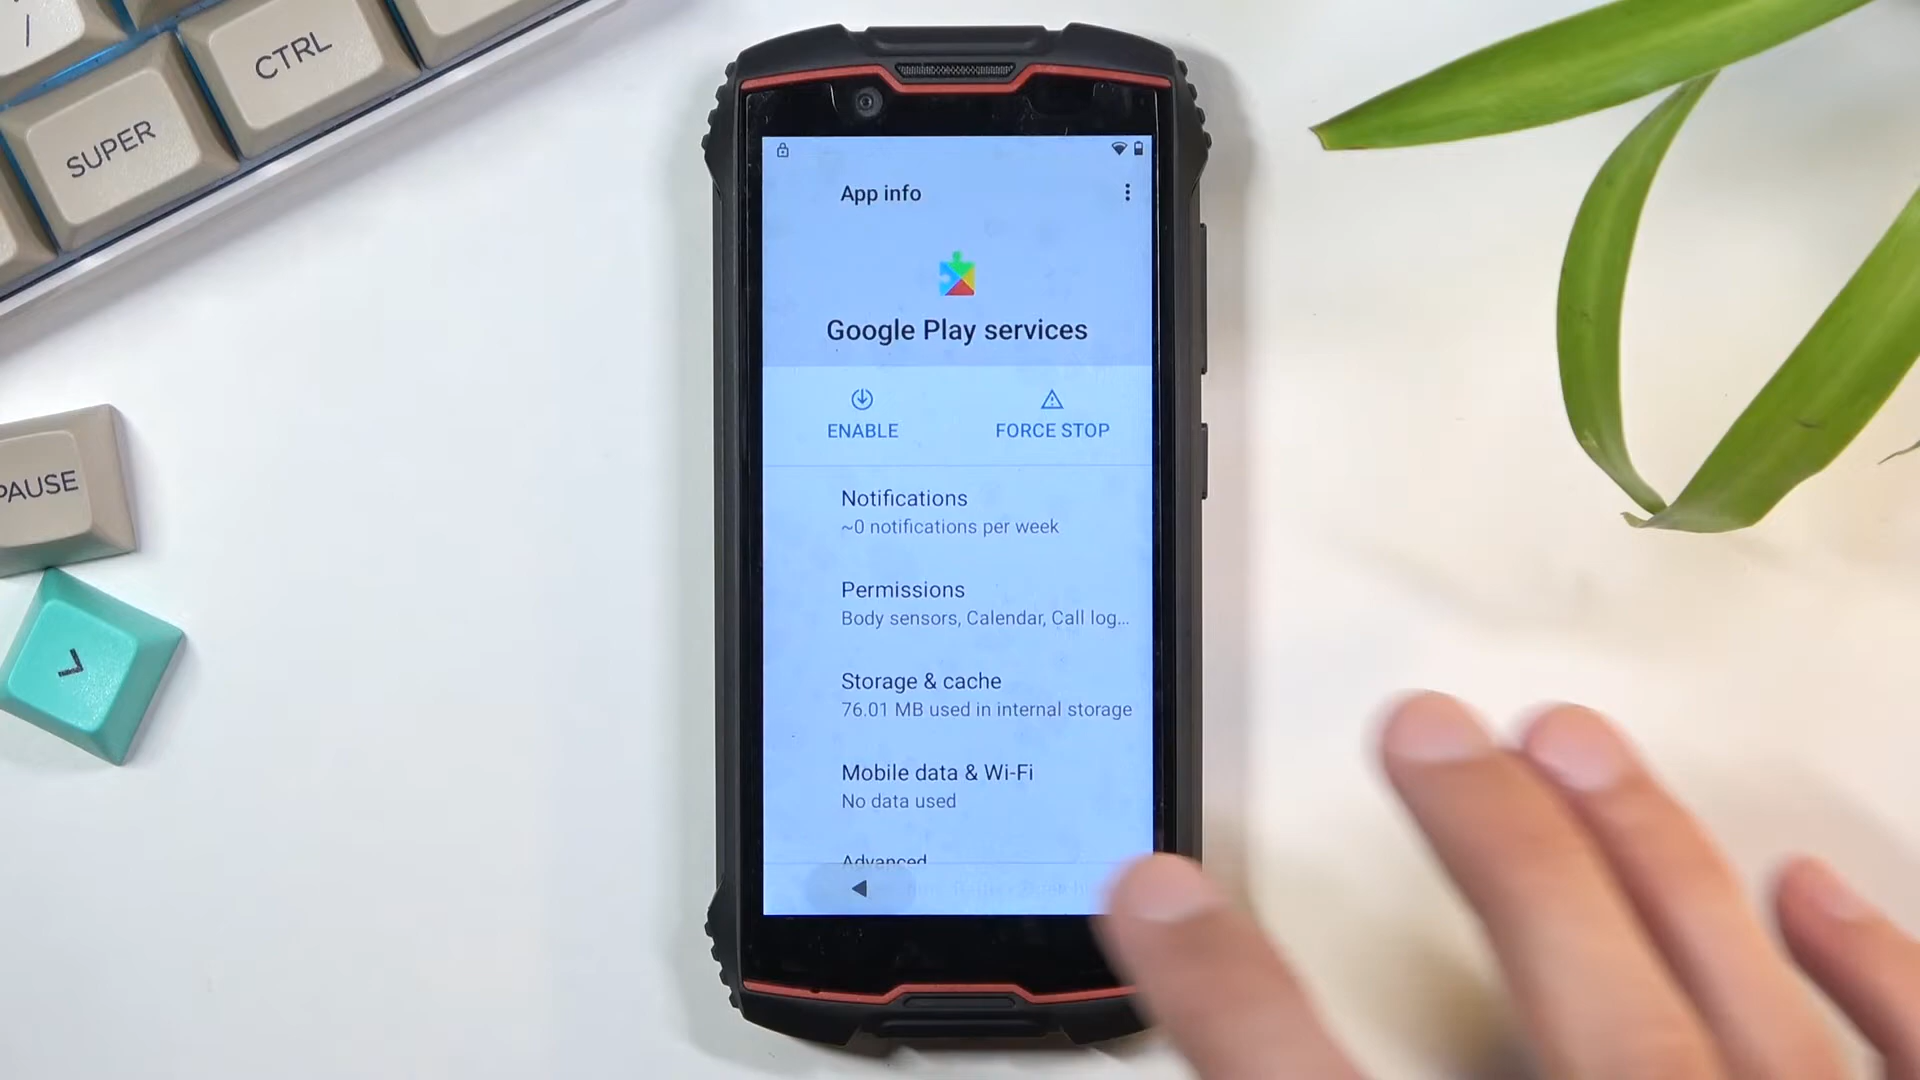 /
CTRL
SUPER
PAUSE
App info
Google Play services
ENABLE
FORCE STOP
Notifications
~0 notifications per week
Permissions
Body sensors, Calendar, Call log...
Storage & cache
76.01 MB used in internal storage
Mobile data & Wi-Fi
No data used
Advanced